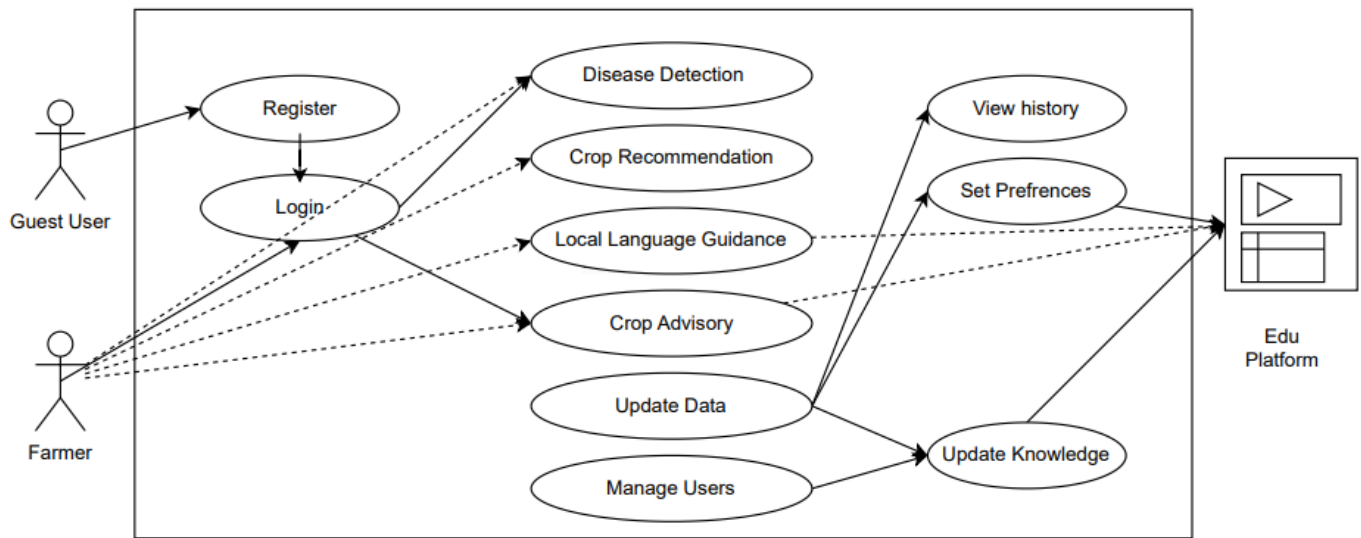 Disease Detection
Register
View history
Crop Recommendation
Set Prefrences
Login
Guest User
Local Language Guidance
Crop Advisory
Edu
Platform
Update Data
Farmer
Update Knowledge
Manage Users